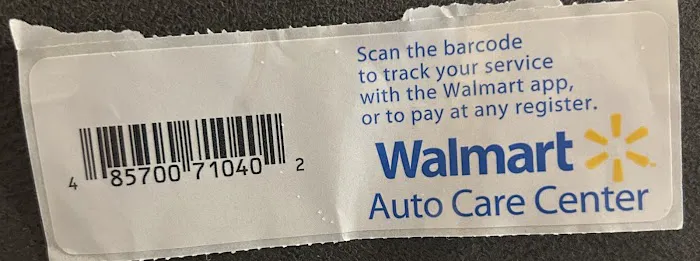 Scan the barcode
to track your service
with the Walmart app,
or to pay at any register.
4 85700 71040 2
Walmart
Auto Care Center